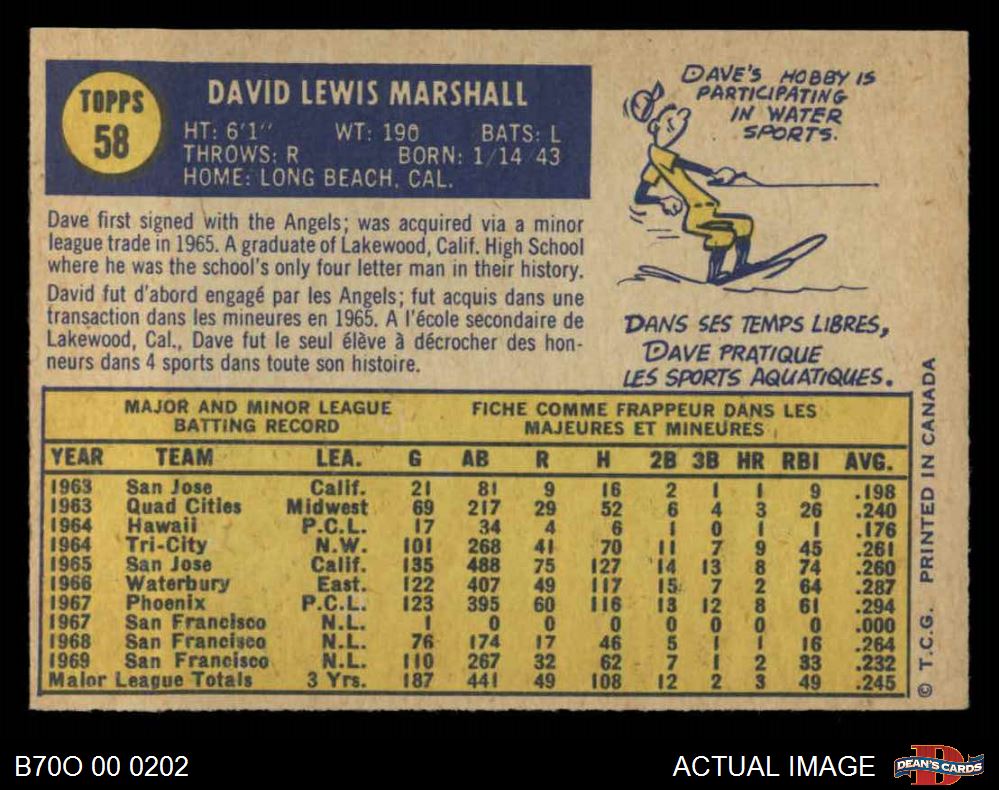 TOPPS
58
DAVID LEWIS MARSHALL
HT: 6'1" WT: 190 BATS: L
THROWS: R BORN: 1/14 43
HOME: LONG BEACH, CAL.
DAVE'S HOBBY IS
PARTICIPATING
IN WATER
SPORTS.
Dave first signed with the Angels; was acquired via a minor
league trade in 1965. A graduate of Lakewood, Calif. High School
where he was the school's only four letter man in their history.
David fut d'abord engagé par les Angels; fut acquis dans une
transaction dans les mineures en 1965. A l'école secondaire de
Lakewood, Cal., Dave fut le seul élève à décrocher des hon-
neurs dans 4 sports dans toute son histoire.
DANS SES TEMPS LIBRES,
DAVE PRATIQUE
LES SPORTS AQUATIQUES.
MAJOR AND MINOR LEAGUE
BATTING RECORD
FICHE COMME FRAPPEUR DANS LES
MAJEURES ET MINEURES
YEAR TEAM LEA. G AB R H 2B 3B HR RBI AVG.
1963 San Jose Calif. 21 81 9 16 2 1 1 9 .198
1963 Quad Cities Midwest 69 217 29 52 6 4 3 26 .240
1964 Hawaii P.C.L. 17 34 4 6 1 0 1 1 .176
1964 Tri-City N.W. 101 268 41 70 11 7 9 45 .261
1965 San Jose Calif. 135 488 75 127 14 13 8 74 .260
1966 Waterbury East. 122 407 49 117 15 7 2 64 .287
1967 Phoenix P.C.L. 123 395 60 116 13 12 8 61 .294
1967 San Francisco N.L. 1 0 0 0 0 0 0 0 .000
1968 San Francisco N.L. 76 174 17 46 5 1 1 16 .264
1969 San Francisco N.L. 110 267 32 62 7 1 2 33 .232
Major League Totals 3 Yrs. 187 441 49 108 12 2 3 49 .245
© T.C.G. PRINTED IN CANADA
B70O 00 0202
ACTUAL IMAGE
DEAN'S CARDS